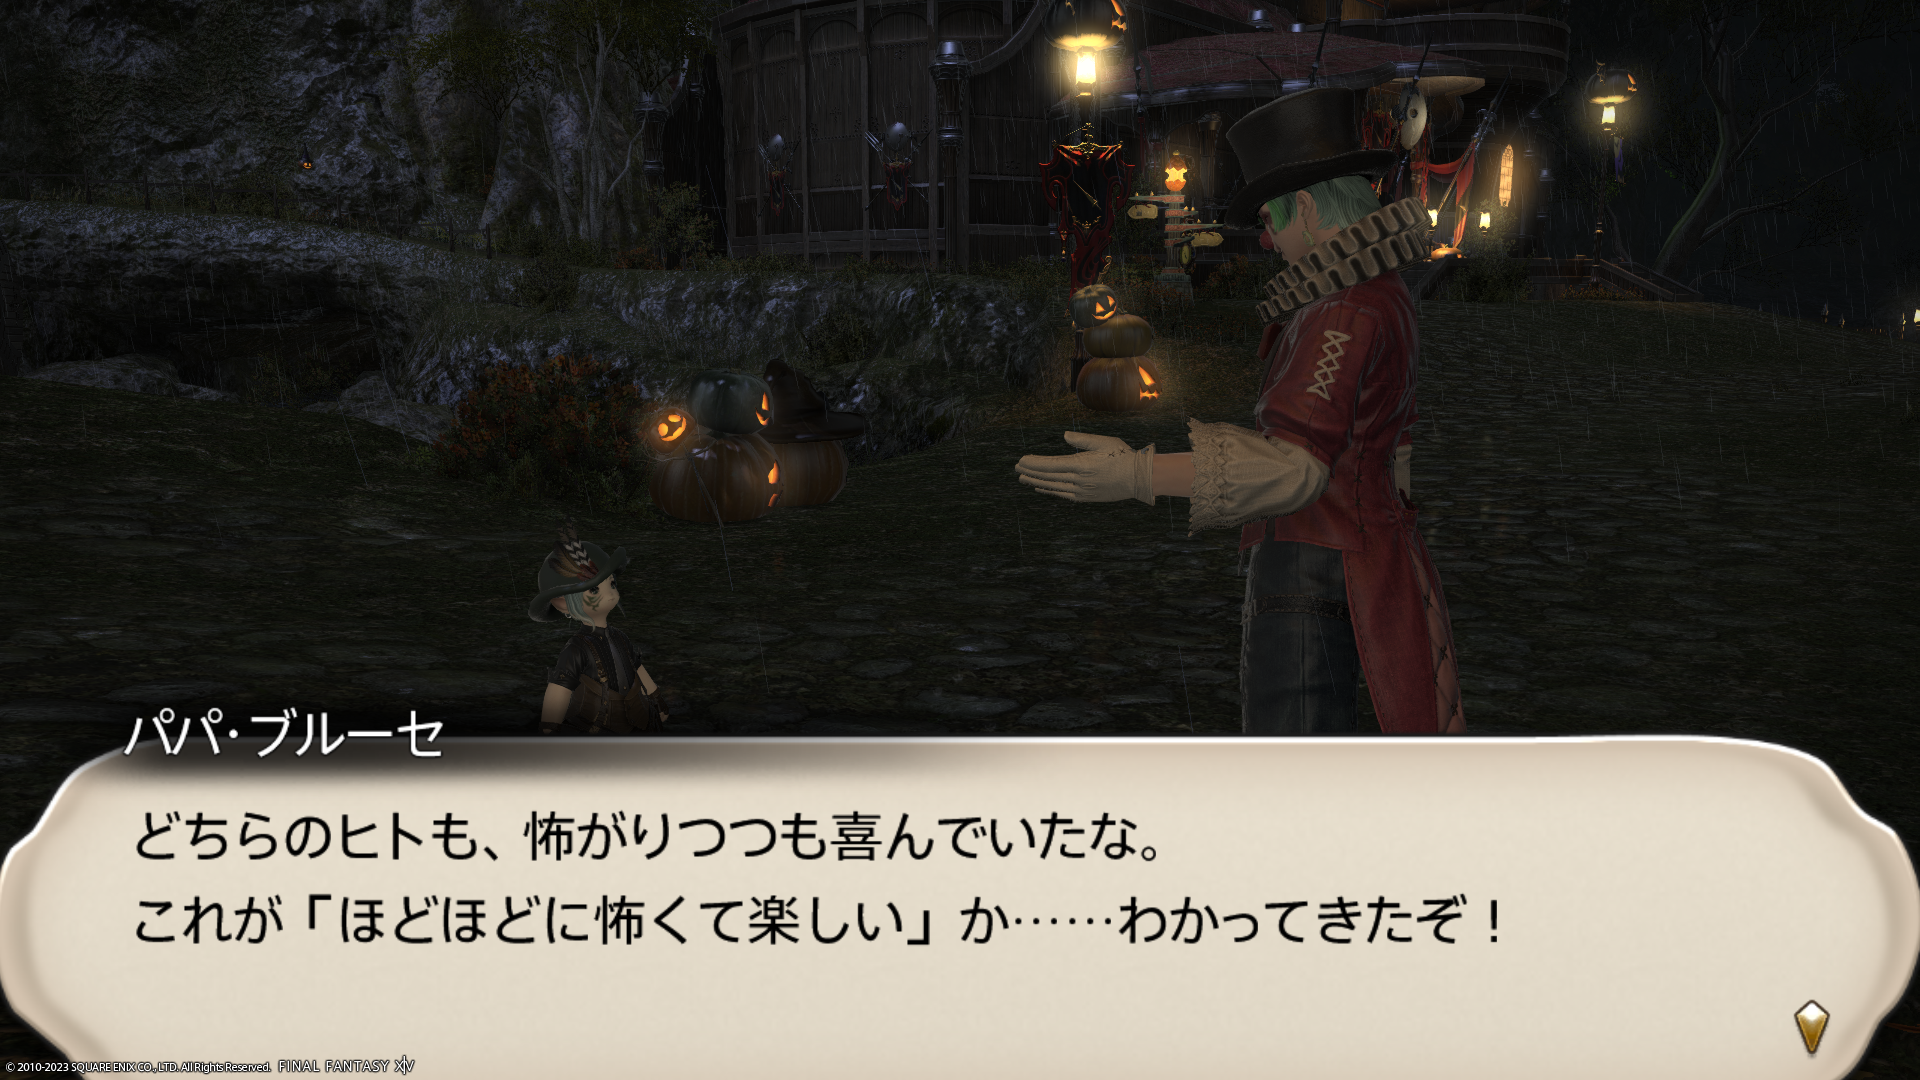 パパ・ブルーセ
どちらのヒトも、怖がりつつも喜んでいたな。
これが「ほどほどに怖くて楽しい」か……わかってきたぞ！
© 2010-2023 SQUARE ENIX CO., LTD. All Rights Reserved. FINAL FANTASY XIV